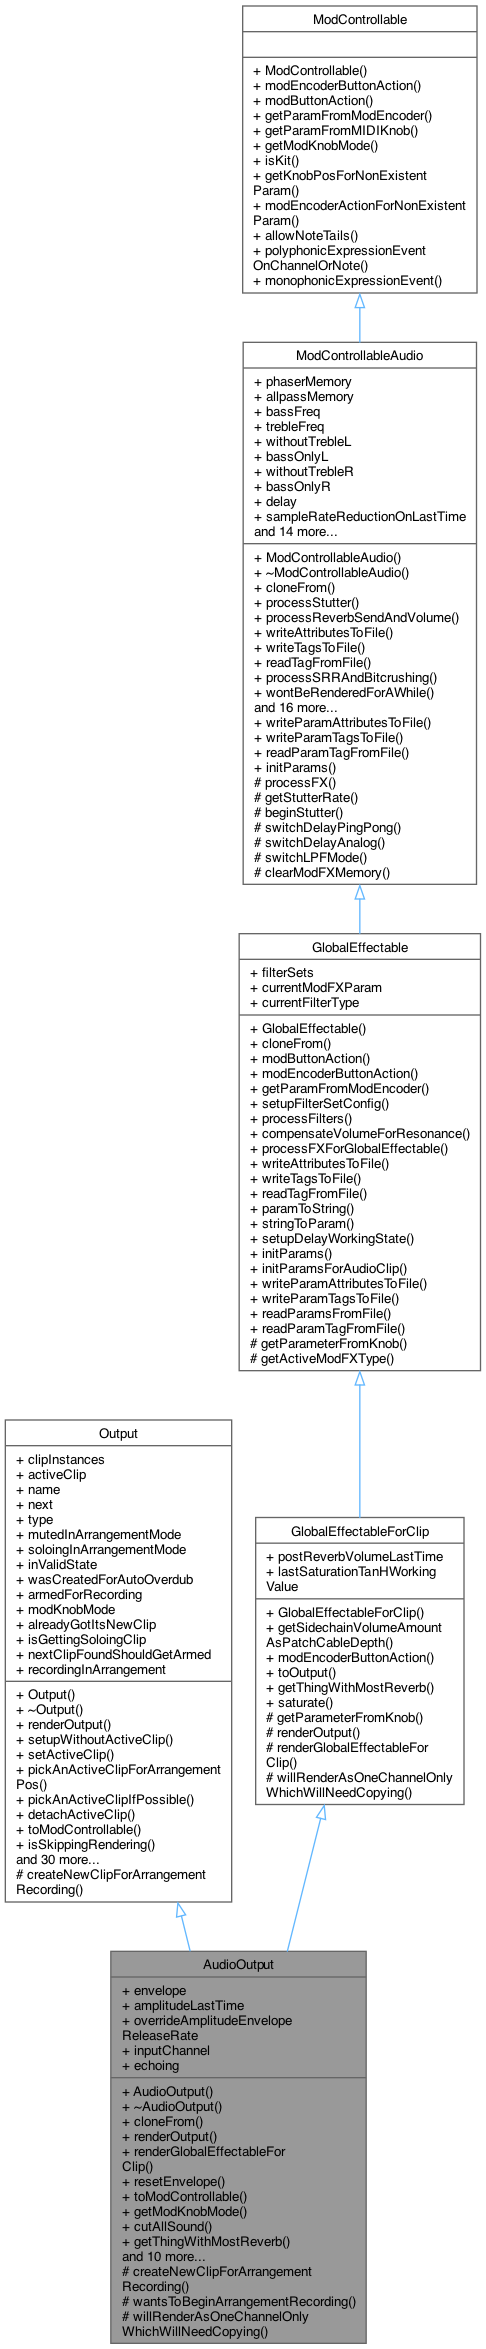 ModControllable
+ ModControllable()
+ modEncoderButtonAction()
+ modButtonAction()
+ getParamFromModEncoder()
+ getParamFromMIDIKnob()
+ getModKnobMode()
+ isKit()
+ getKnobPosForNonExistent
Param()
+ modEncoderActionForNonExistent
Param()
+ allowNoteTails()
+ polyphonicExpressionEvent
OnChannelOrNote()
+ monophonicExpressionEvent()
ModControllableAudio
+ phaserMemory
+ allpassMemory
+ bassFreq
+ trebleFreq
+ withoutTrebleL
+ bassOnlyL
+ withoutTrebleR
+ bassOnlyR
+ delay
+ sampleRateReductionOnLastTime
and 14 more...
+ ModControllableAudio()
+ ~ModControllableAudio()
+ cloneFrom()
+ processStutter()
+ processReverbSendAndVolume()
+ writeAttributesToFile()
+ writeTagsToFile()
+ readTagFromFile()
+ processSRRAndBitcrushing()
+ wontBeRenderedForAWhile()
and 16 more...
+ writeParamAttributesToFile()
+ writeParamTagsToFile()
+ readParamTagFromFile()
+ initParams()
# processFX()
# getStutterRate()
# beginStutter()
# switchDelayPingPong()
# switchDelayAnalog()
# switchLPFMode()
# clearModFXMemory()
GlobalEffectable
+ filterSets
+ currentModFXParam
+ currentFilterType
+ GlobalEffectable()
+ cloneFrom()
+ modButtonAction()
+ modEncoderButtonAction()
+ getParamFromModEncoder()
+ setupFilterSetConfig()
+ processFilters()
+ compensateVolumeForResonance()
+ processFXForGlobalEffectable()
+ writeAttributesToFile()
+ writeTagsToFile()
+ readTagFromFile()
+ paramToString()
+ stringToParam()
+ setupDelayWorkingState()
+ initParams()
+ initParamsForAudioClip()
+ writeParamAttributesToFile()
+ writeParamTagsToFile()
+ readParamsFromFile()
+ readParamTagFromFile()
# getParameterFromKnob()
# getActiveModFXType()
Output
+ clipInstances
+ activeClip
+ name
+ next
+ type
+ mutedInArrangementMode
+ soloingInArrangementMode
+ inValidState
+ wasCreatedForAutoOverdub
+ armedForRecording
+ modKnobMode
+ alreadyGotItsNewClip
+ isGettingSoloingClip
+ nextClipFoundShouldGetArmed
+ recordingInArrangement
+ Output()
+ ~Output()
+ renderOutput()
+ setupWithoutActiveClip()
+ setActiveClip()
+ pickAnActiveClipForArrangement
Pos()
+ pickAnActiveClipIfPossible()
+ detachActiveClip()
+ toModControllable()
+ isSkippingRendering()
and 30 more...
# createNewClipForArrangement
Recording()
GlobalEffectableForClip
+ postReverbVolumeLastTime
+ lastSaturationTanHWorking
Value
+ GlobalEffectableForClip()
+ getSidechainVolumeAmount
AsPatchCableDepth()
+ modEncoderButtonAction()
+ toOutput()
+ getThingWithMostReverb()
+ saturate()
# getParameterFromKnob()
# renderOutput()
# renderGlobalEffectableFor
Clip()
# willRenderAsOneChannelOnly
WhichWillNeedCopying()
AudioOutput
+ envelope
+ amplitudeLastTime
+ overrideAmplitudeEnvelope
ReleaseRate
+ inputChannel
+ echoing
+ AudioOutput()
+ ~AudioOutput()
+ cloneFrom()
+ renderOutput()
+ renderGlobalEffectableFor
Clip()
+ resetEnvelope()
+ toModControllable()
+ getModKnobMode()
+ cutAllSound()
+ getThingWithMostReverb()
and 10 more...
# createNewClipForArrangement
Recording()
# wantsToBeginArrangementRecording()
# willRenderAsOneChannelOnly
WhichWillNeedCopying()